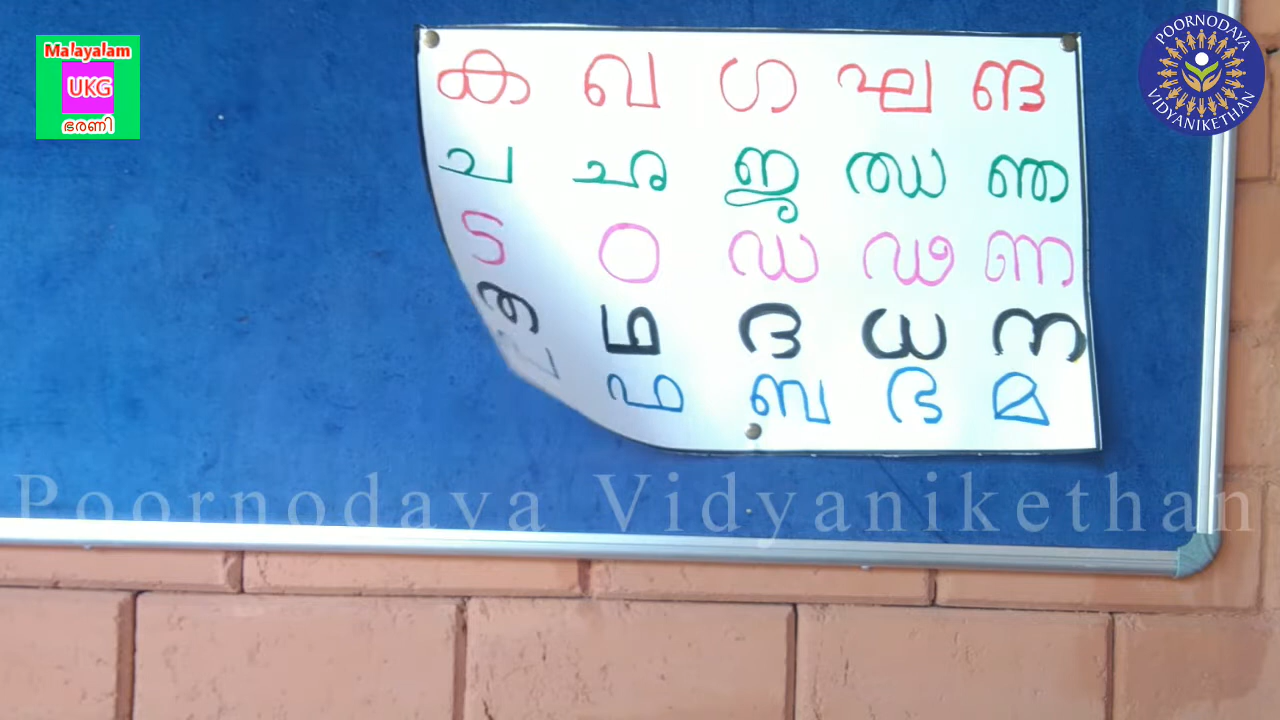 Malayalam
UKG
ഭരണി
POORNODAYA
VIDYANIKETHAN
ക ഖ ഗ ഘ ങ
ച ഛ ജ ഝ ഞ
ട ഠ ഡ ഢ ണ
ത ഥ ദ ധ ന
ഫ ബ ഭ മ
Poornodaya Vidyanikethan